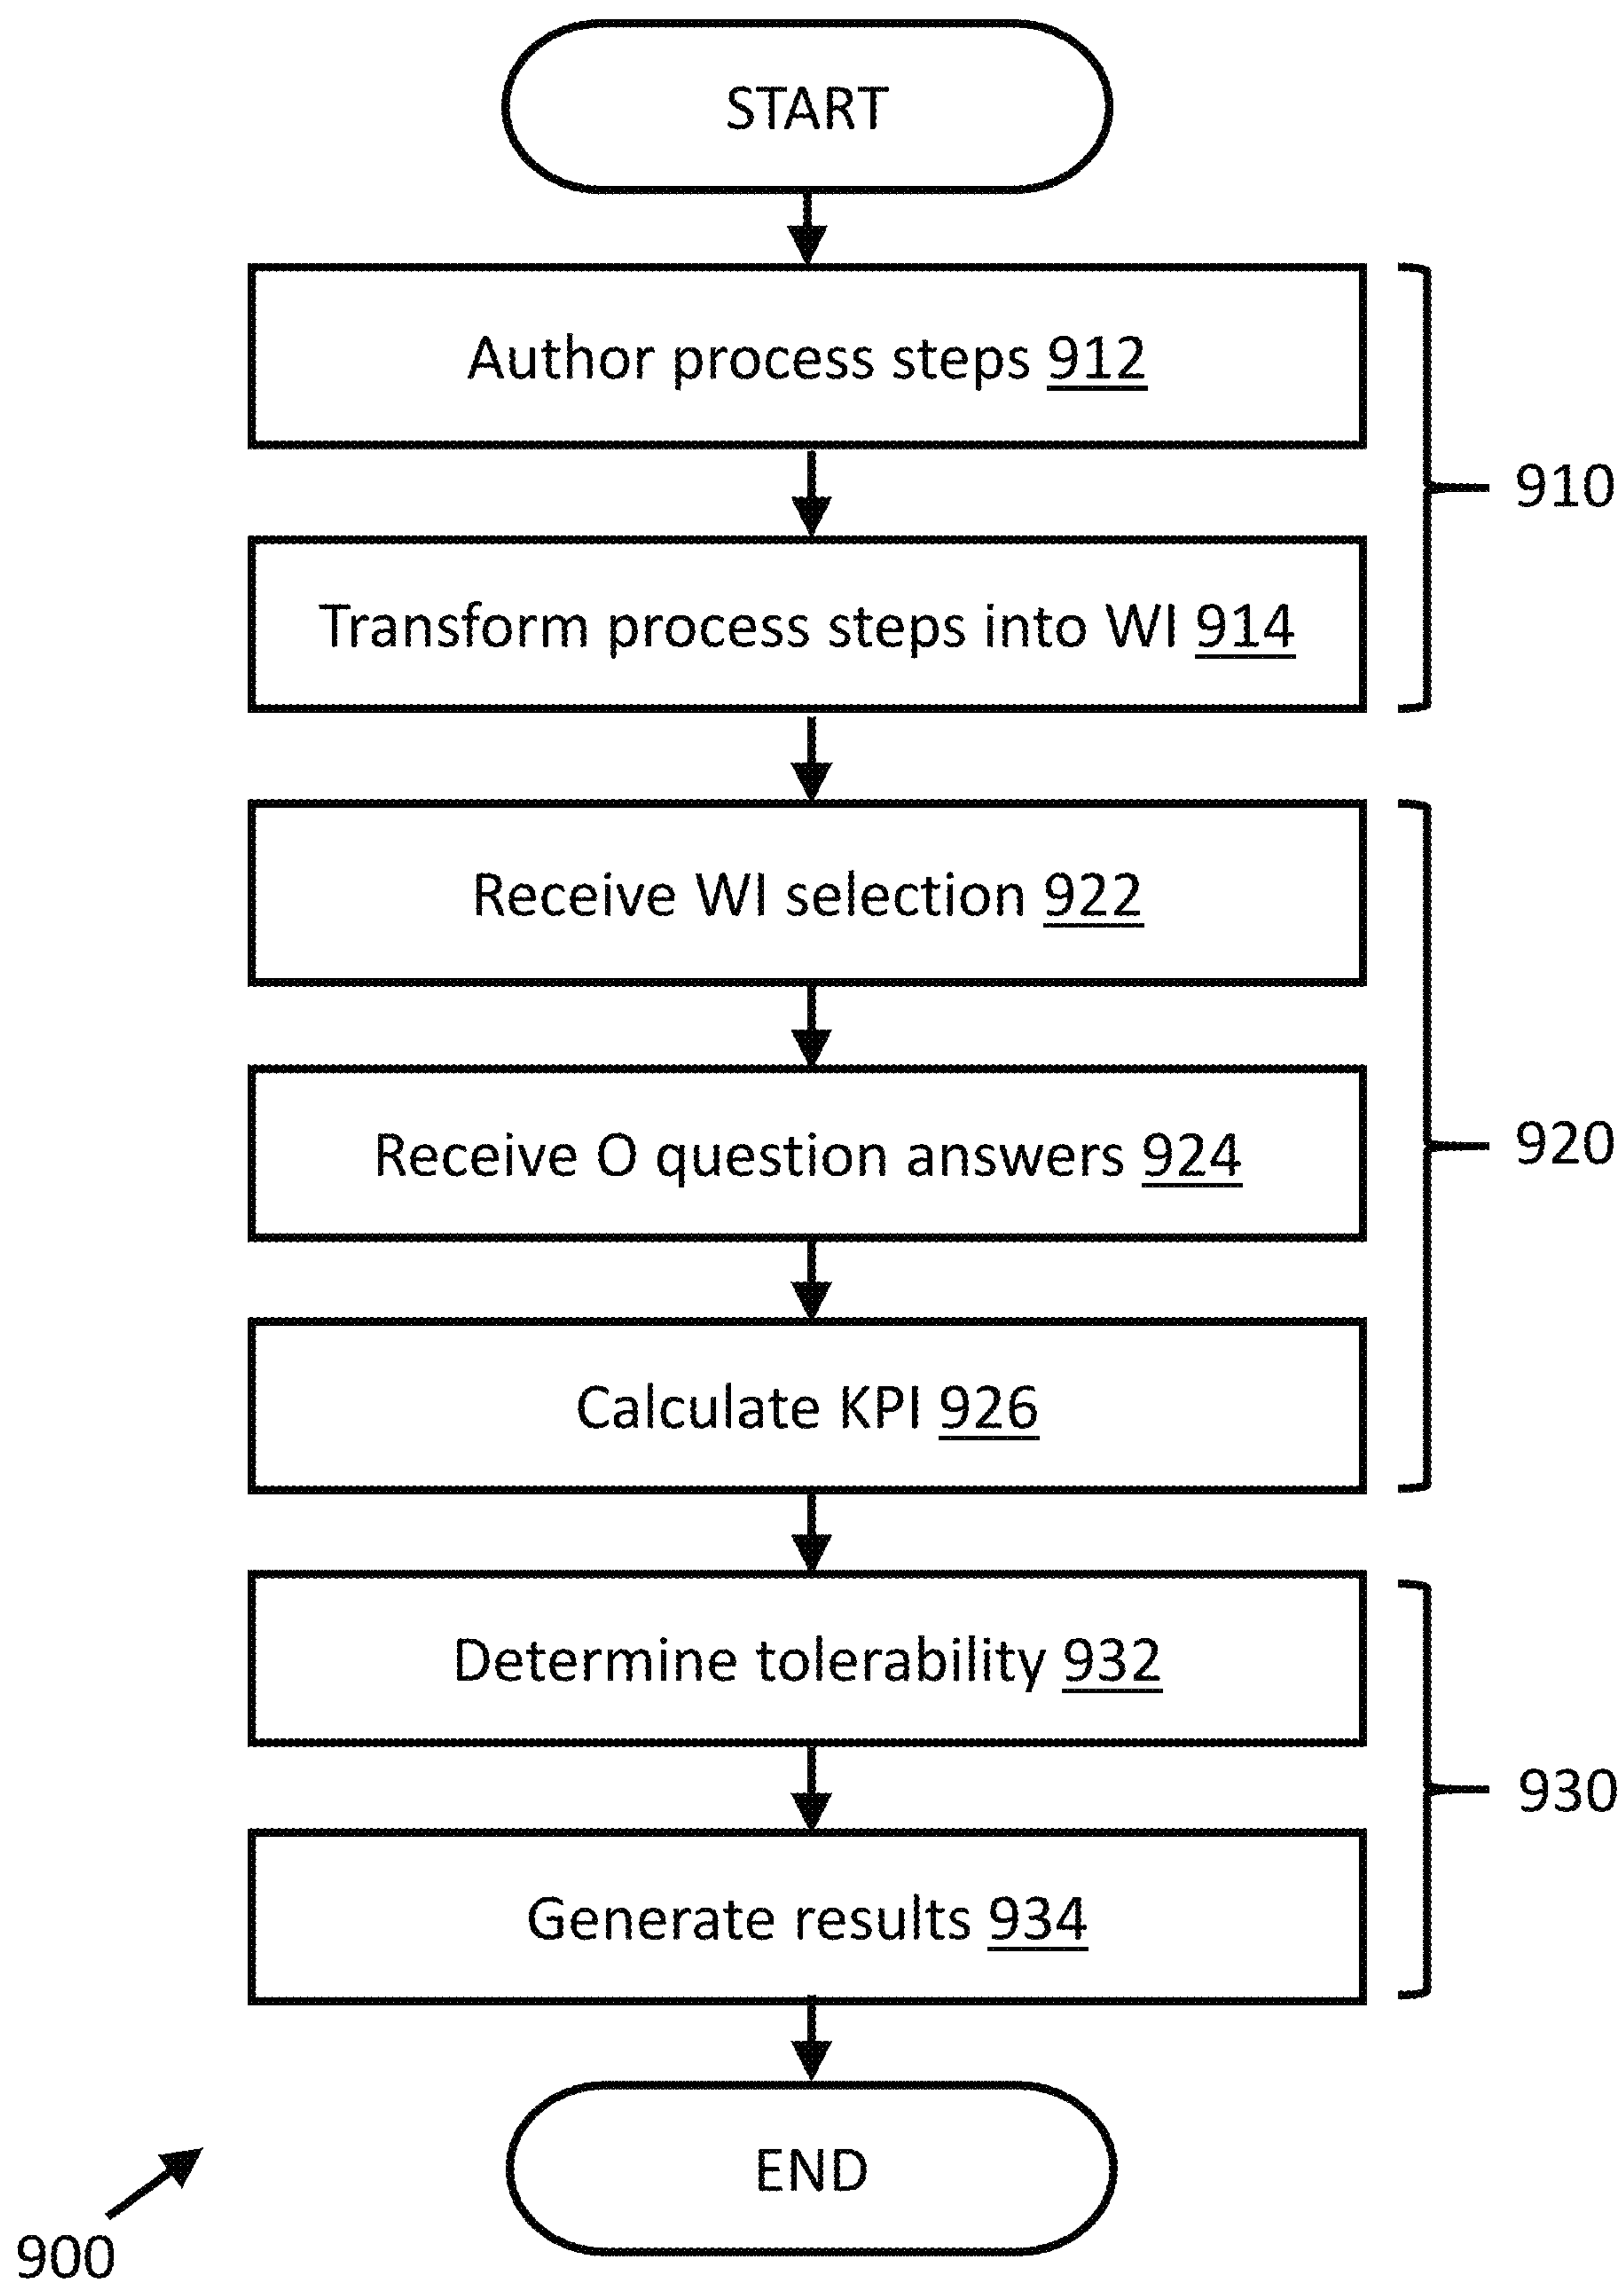 START
Author process steps 912
910
Transform process steps into WI 914
Receive WI selection 922
Receive O question answers 924
920
Calculate KPI 926
Determine tolerability 932
930
Generate results 934
END
900